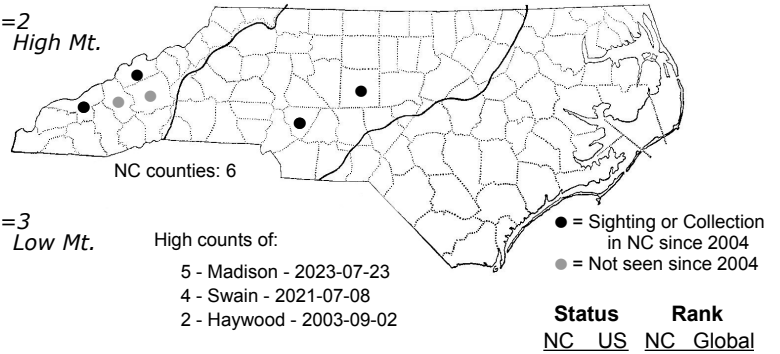 =2
High Mt.
NC counties: 6
=3
Low Mt.
High counts of:
5 - Madison - 2023-07-23
4 - Swain - 2021-07-08
2 - Haywood - 2003-09-02
= Sighting or Collection
in NC since 2004
= Not seen since 2004
Status Rank
NC US NC Global